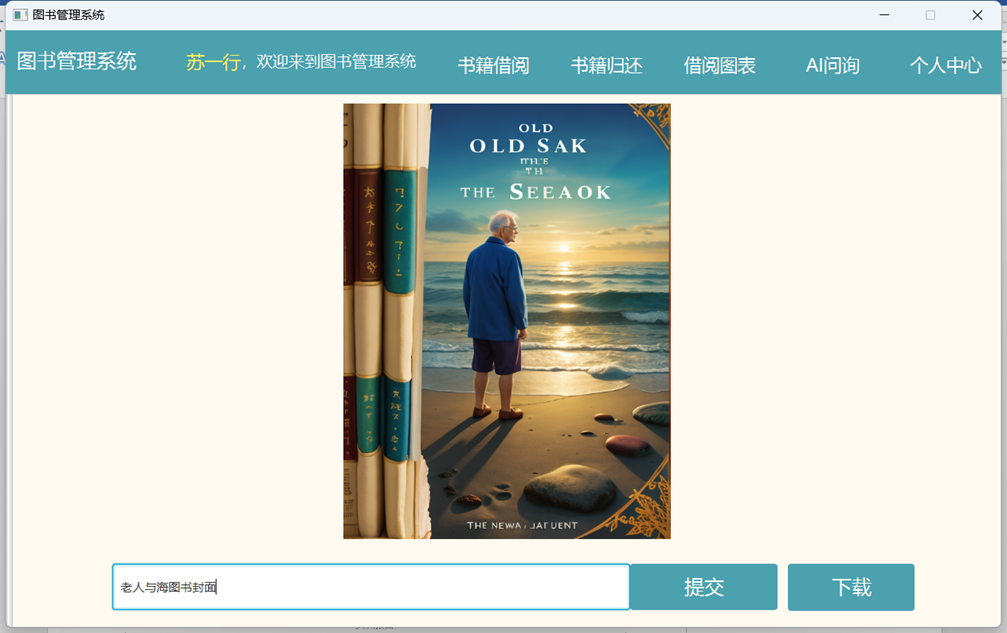 图书管理系统
图书管理系统
苏一行，欢迎来到图书管理系统
书籍借阅
书籍归还
借阅图表
AI问询
个人中心
OLD
OLD SAK
TH
THE SEEAOK
THE NEWA
老人与海图书封面
提交
下载